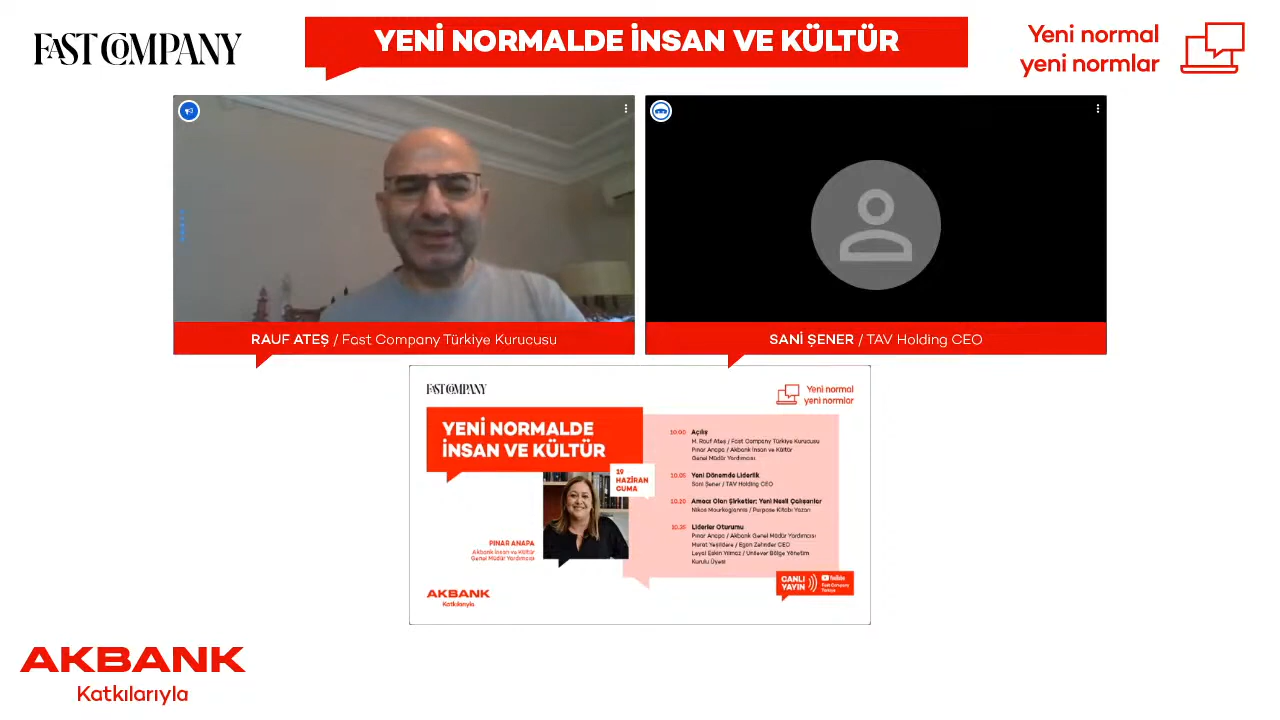 FAST COMPANY
YENİ NORMALDE İNSAN VE KÜLTÜR
Yeni normal
yeni normlar
RAUF ATEŞ / Fast Company Türkiye Kurucusu
SANİ ŞENER / TAV Holding CEO
FAST COMPANY
Yeni normal
yeni normlar
YENİ NORMALDE
İNSAN VE KÜLTÜR
19
HAZİRAN
CUMA
PINAR ANAPA
Akbank İnsan ve Kültür
Genel Müdür Yardımcısı
10:00 Açılış
M. Rauf Ateş / Fast Company Türkiye Kurucusu
Pınar Anapa / Akbank İnsan ve Kültür
Genel Müdür Yardımcısı
10.05 Yeni Dönemde Liderlik
Sani Şener / TAV Holding CEO
10.20 Amacı Olan Şirketler; Yeni Nesil Çalışanlar
Nikos Mourkogiannis / Purpose Kitabı Yazarı
10.35 Liderler Oturumu
Pınar Anapa / Akbank Genel Müdür Yardımcısı
Murat Yeşildere / Egon Zehnder CEO
Leyal Eskin Yılmaz / Unilever Bölge Yönetim
Kurulu Üyesi
CANLI
YAYIN
YouTube
Fast Company
Türkiye
AKBANK
Katkılarıyla
AKBANK
Katkılarıyla